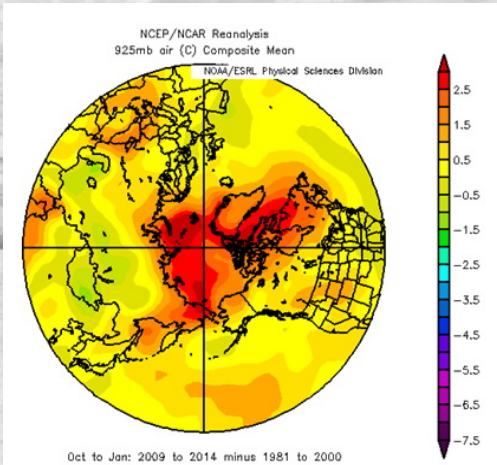 NCEP/NCAR Reanalysis
925mb air (C) Composite Mean
NOAA/ESRL Physical Sciences Division
2.5
1.5
0.5
-0.5
-1.5
-2.5
-3.5
-4.5
-5.5
-6.5
-7.5
Oct to Jan: 2009 to 2014 minus 1981 to 2000